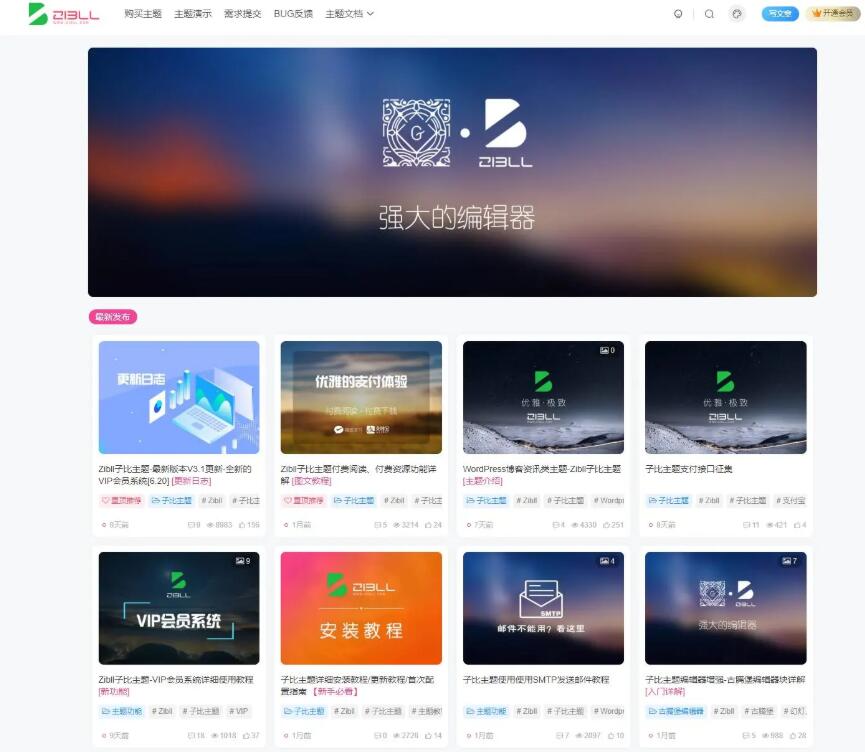 ZIBLL
购买主题 主题演示 需求提交 BUG反馈 主题文档
写文章 开通会员
G
ZIBLL
强大的编辑器
最新发布
更新日志
Zibll子比主题-最新版本V3.1更新-全新的
VIP会员系统[6.20] [更新日志]
置顶推荐 子比主题 # Zibll # 子比主
8天前 9 8983 156
优雅的支付体验
付费阅读·付费下载
Zibll子比主题付费阅读、付费资源功能详
解 [图文教程]
置顶推荐 子比主题 # Zibll # 子比主
1月前 5 3214 24
0
优雅·极致
ZIBLL
WordPress博客资讯类主题-Zibll子比主题
[主题介绍]
子比主题 # Zibll # 子比主题 # Wordpr
7天前 4 4330 251
优雅·极致
ZIBLL
子比主题支付接口征集
子比主题 # Zibll # 子比主题 # 支付宝
8天前 11 421 4
9
ZIBLL
VIP会员系统
Zibll子比主题-VIP会员系统详细使用教程
[新功能]
主题功能 # Zibll # 子比主题 # VIP
9天前 18 1018 37
ZIBLL
安装教程
子比主题详细安装教程/更新教程/首次配
置指南 【新手必看】
子比主题 # Zibll # 子比主题 # 主题教
1月前 0 2726 14
4
SMTP
邮件不能用？看这里
子比主题使用使用SMTP发送邮件教程
主题功能 # Zibll # 子比主题 # Wordpr
1月前 7 2097 10
7
ZIBLL
强大的编辑器
子比主题编辑器增强-古腾堡编辑器块详解
[入门详解]
古腾堡编辑器 # Zibll # 古腾堡 # 幻灯
1月前 5 988 28